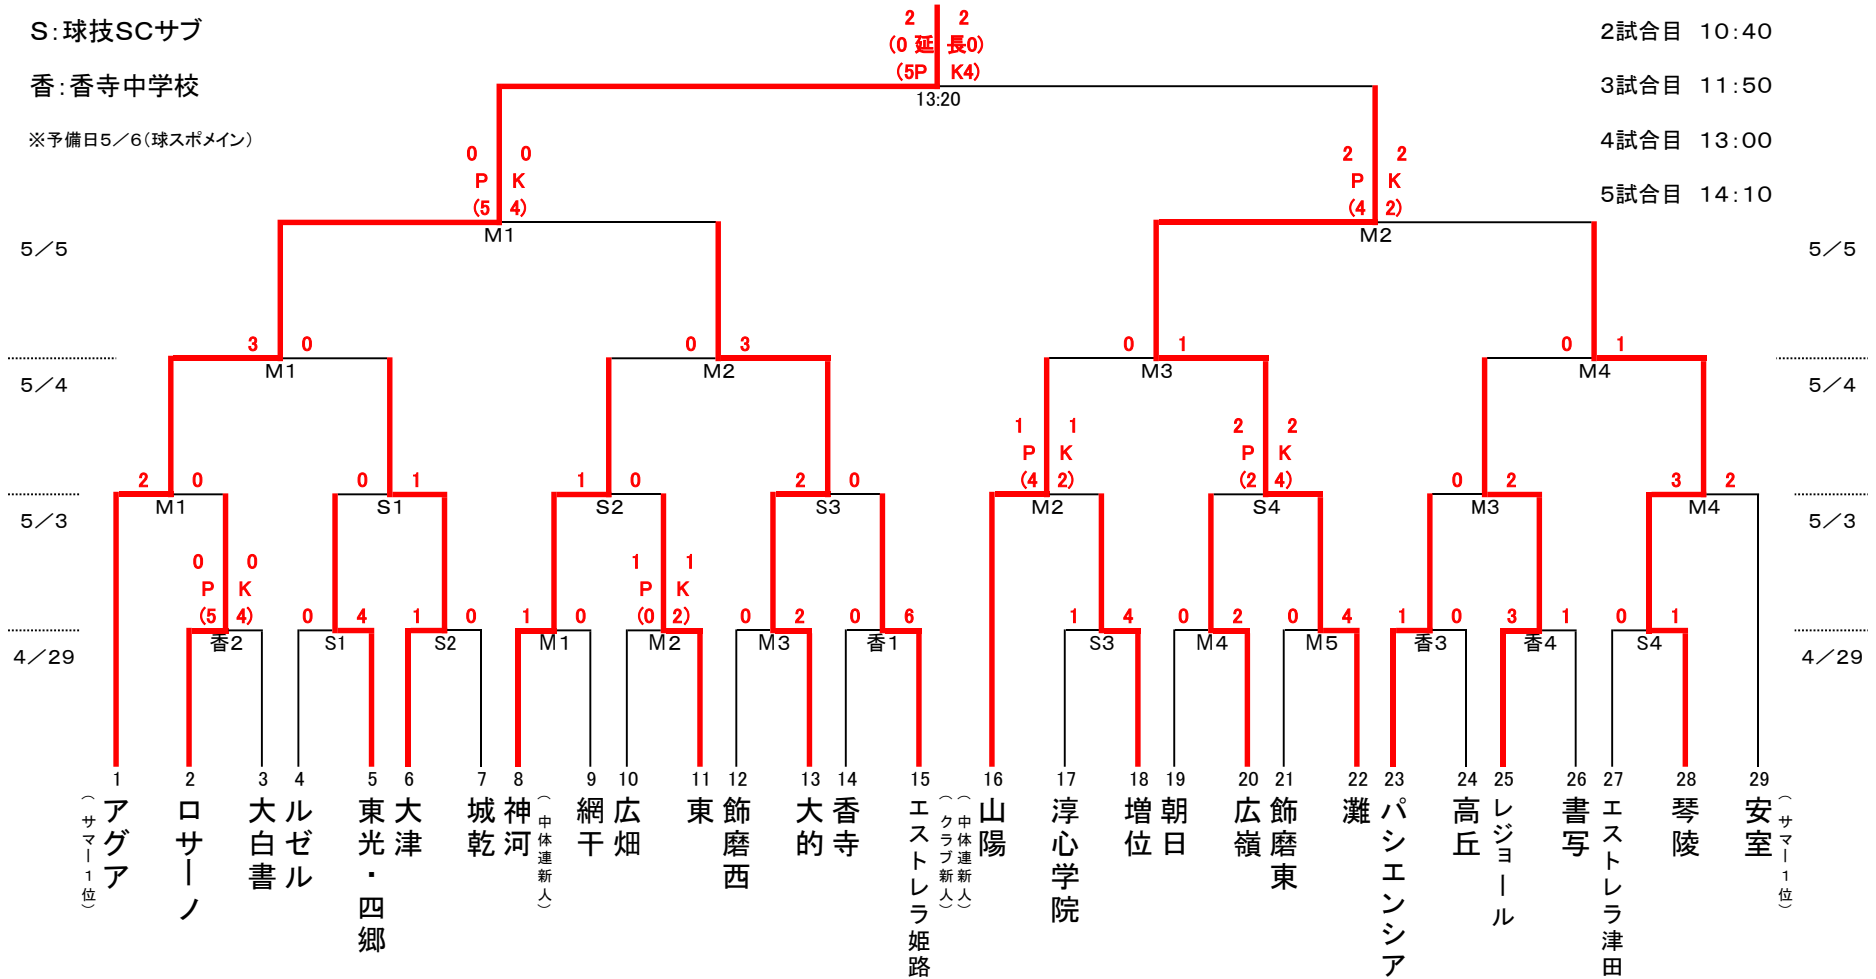 S:球技SCサブ
香:香寺中学校
※予備日5／6(球スポメイン)
2試合目 10:40
3試合目 11:50
4試合目 13:00
5試合目 14:10
2 2
(0 延 長0)
(5P K4)
13:20
0 0 2 2
P K P K
(5 4) (4 2)
M1 M2
5／5 5／5
3 0 0 3 0 1 0 1
M1 M2 M3 M4
5／4 5／4
1 1 2 2
P K P K
2 0 0 1 1 0 2 0 (4 2) (2 4) 0 2 3 2
M1 S1 S2 S3 M2 S4 M3 M4
5／3 5／3
0 0 1 1
P K P K
(5 4) 0 4 1 0 1 0 (0 2) 0 2 0 6 1 4 0 2 0 4 1 0 3 1 0 1
香2 S1 S2 M1 M2 M3 香1 S3 M4 M5 香3 香4 S4
4／29 4／29
1 2 3 4 5 6 7 8 9 10 11 12 13 14 15 16 17 18 19 20 21 22 23 24 25 26 27 28 29
アグア
(サマー1位)
ロサーノ
大白書
ルゼル
東光・四郷
大津
城乾
神河
(中体連新人)
網干
広畑
東
飾磨西
大的
香寺
エストレラ姫路
(クラブ新人)
山陽
(中体連新人)
淳心学院
増位
朝日
広嶺
飾磨東
灘
パシエンシア
高丘
レジョール
書写
エストレラ津田
琴陵
安室
(サマー1位)